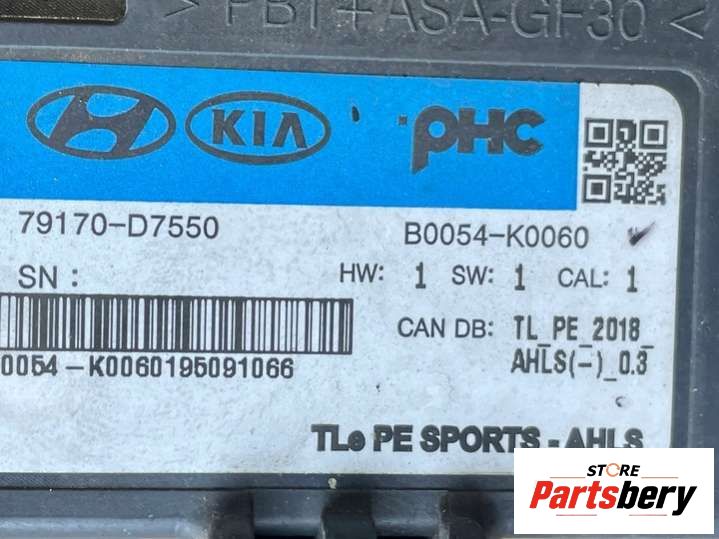 > PBT+ASA-GF30 <
KIA PHC
79170-D7550 B0054-K0060
SN : HW: 1 SW: 1 CAL: 1
CAN DB: TL_PE_2018_
AHLS(-)_0.3
0054-K0060195091066
TLe PE SPORTS - AHLS
STORE
Partsbery